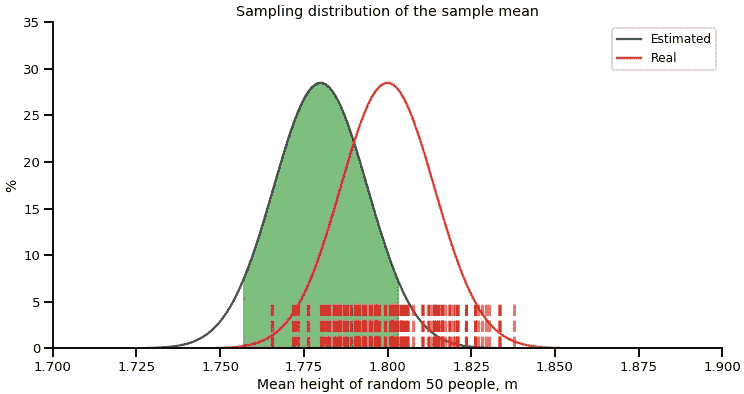 Sampling distribution of the sample mean
35
30
25
20
15
10
5
0
%
Estimated
Real
1.700 1.725 1.750 1.775 1.800 1.825 1.850 1.875 1.900
Mean height of random 50 people, m